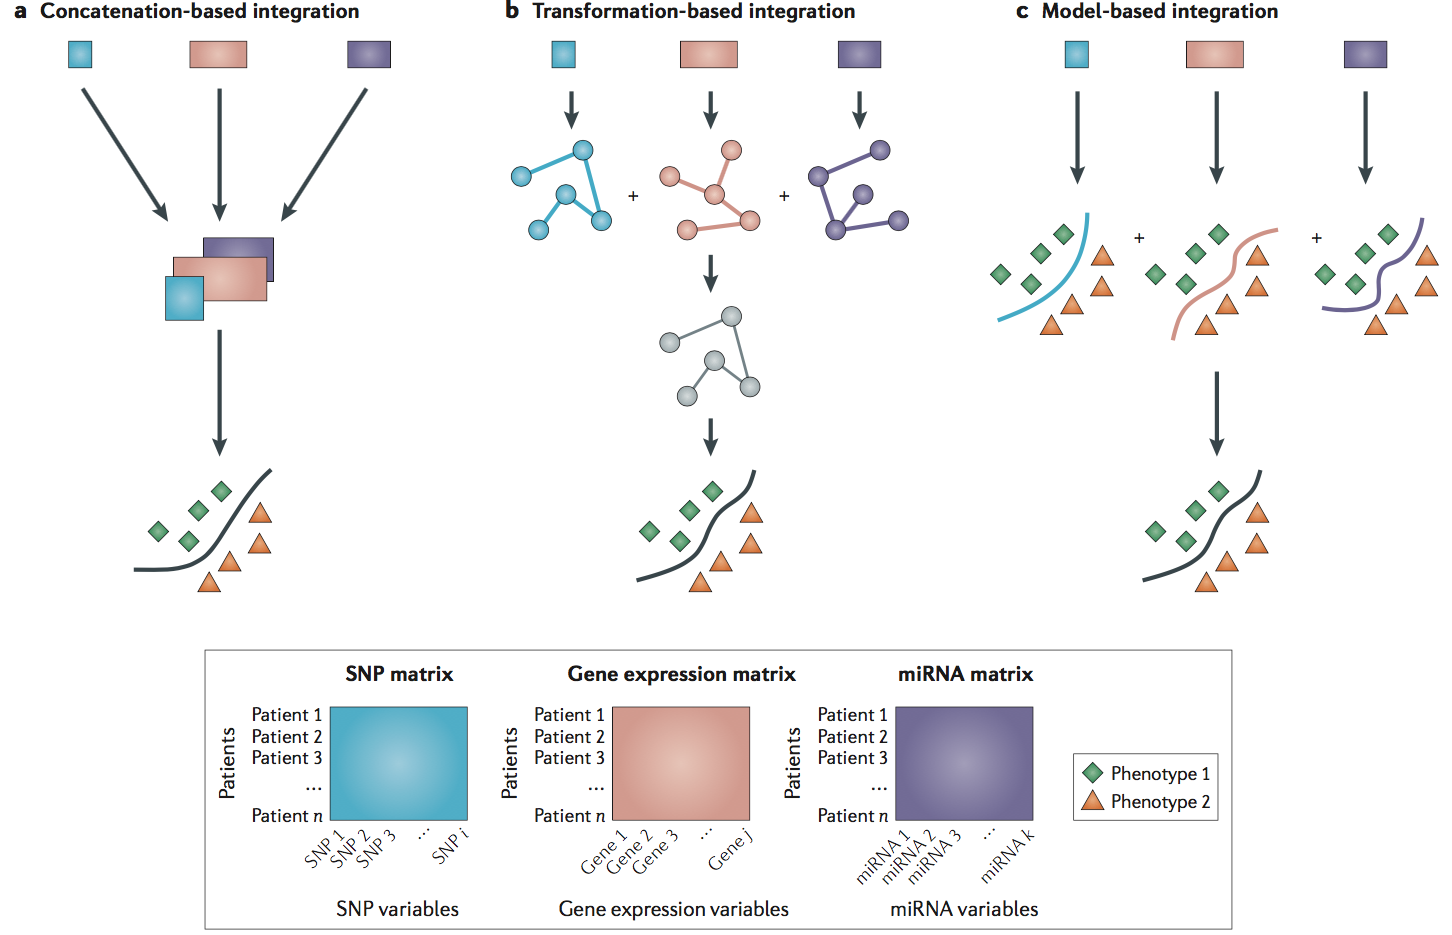 a Concatenation-based integration
b Transformation-based integration
c Model-based integration
+
+
+
+
SNP matrix
Patients
Patient 1
Patient 2
Patient 3
...
Patient n
SNP 1
SNP 2
SNP 3
...
SNP i
SNP variables
Gene expression matrix
Patients
Patient 1
Patient 2
Patient 3
...
Patient n
Gene 1
Gene 2
Gene 3
...
Gene j
Gene expression variables
miRNA matrix
Patients
Patient 1
Patient 2
Patient 3
...
Patient n
miRNA 1
miRNA 2
miRNA 3
...
miRNA k
miRNA variables
Phenotype 1
Phenotype 2